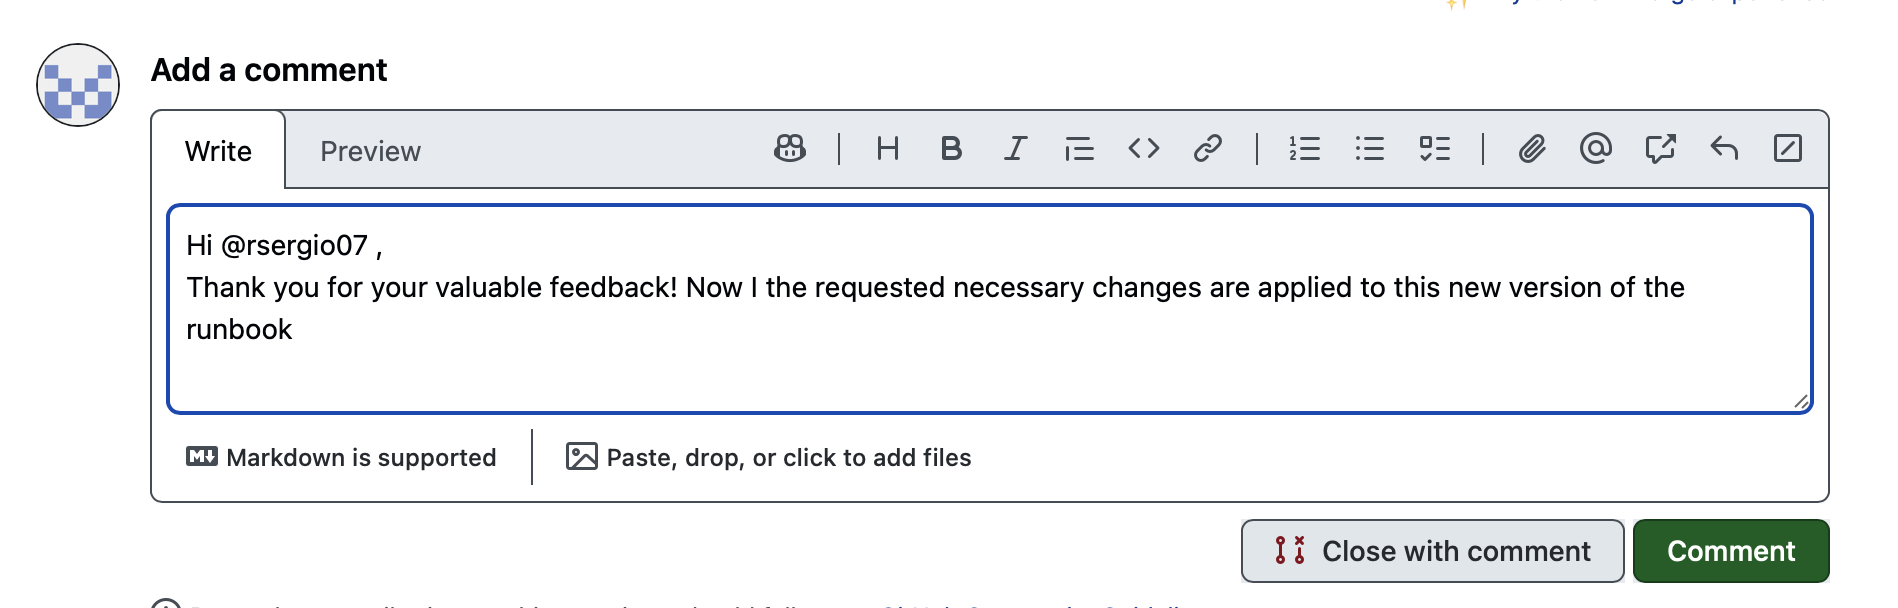 Add a comment
Write Preview
Hi @rsergio07 ,
Thank you for your valuable feedback! Now I the requested necessary changes are applied to this new version of the
runbook
Markdown is supported
Paste, drop, or click to add files
Close with comment Comment